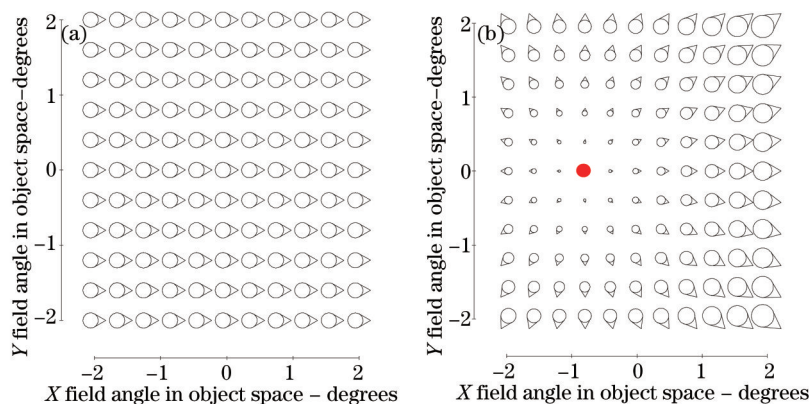 (a)
2
1
0
−1
−2
Y field angle in object space–degrees
−2 −1 0 1 2
X field angle in object space – degrees
(b)
2
1
0
−1
−2
Y field angle in object space–degrees
−2 −1 0 1 2
X field angle in object space – degrees